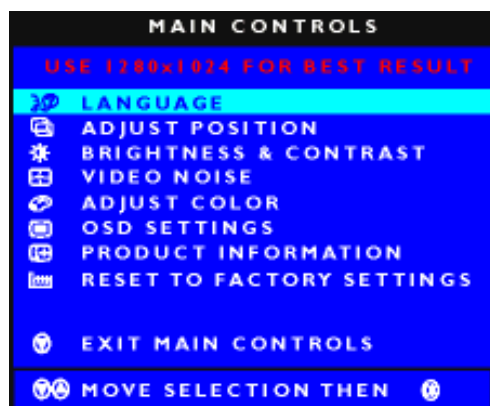 MAIN CONTROLS
USE 1280x1024 FOR BEST RESULT
LANGUAGE
ADJUST POSITION
BRIGHTNESS & CONTRAST
VIDEO NOISE
ADJUST COLOR
OSD SETTINGS
PRODUCT INFORMATION
RESET TO FACTORY SETTINGS
EXIT MAIN CONTROLS
MOVE SELECTION THEN